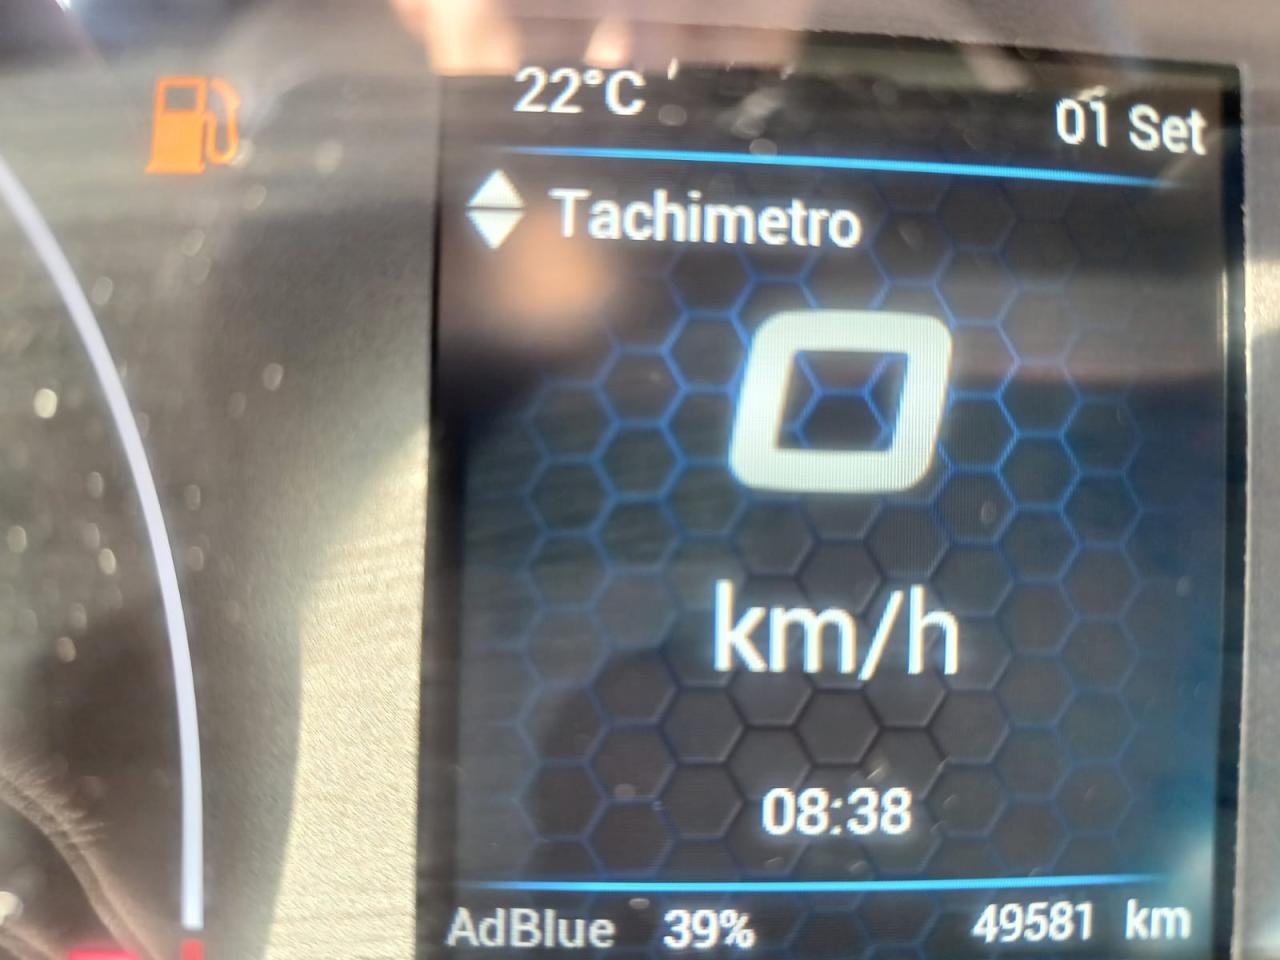 22°C
01 Set
Tachimetro
0
km/h
08:38
AdBlue 39% 49581 km